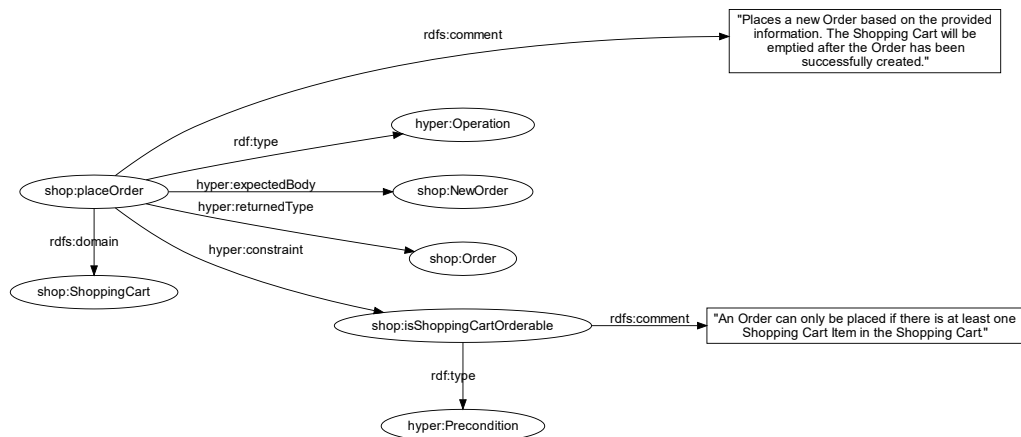 "Places a new Order based on the provided
information. The Shopping Cart will be
emptied after the Order has been
successfully created."
rdfs:comment
hyper:Operation
rdf:type
shop:placeOrder
hyper:expectedBody
shop:NewOrder
hyper:returnedType
rdfs:domain
hyper:constraint
shop:Order
shop:ShoppingCart
shop:isShoppingCartOrderable
rdfs:comment
"An Order can only be placed if there is at least one
Shopping Cart Item in the Shopping Cart."
rdf:type
hyper:Precondition